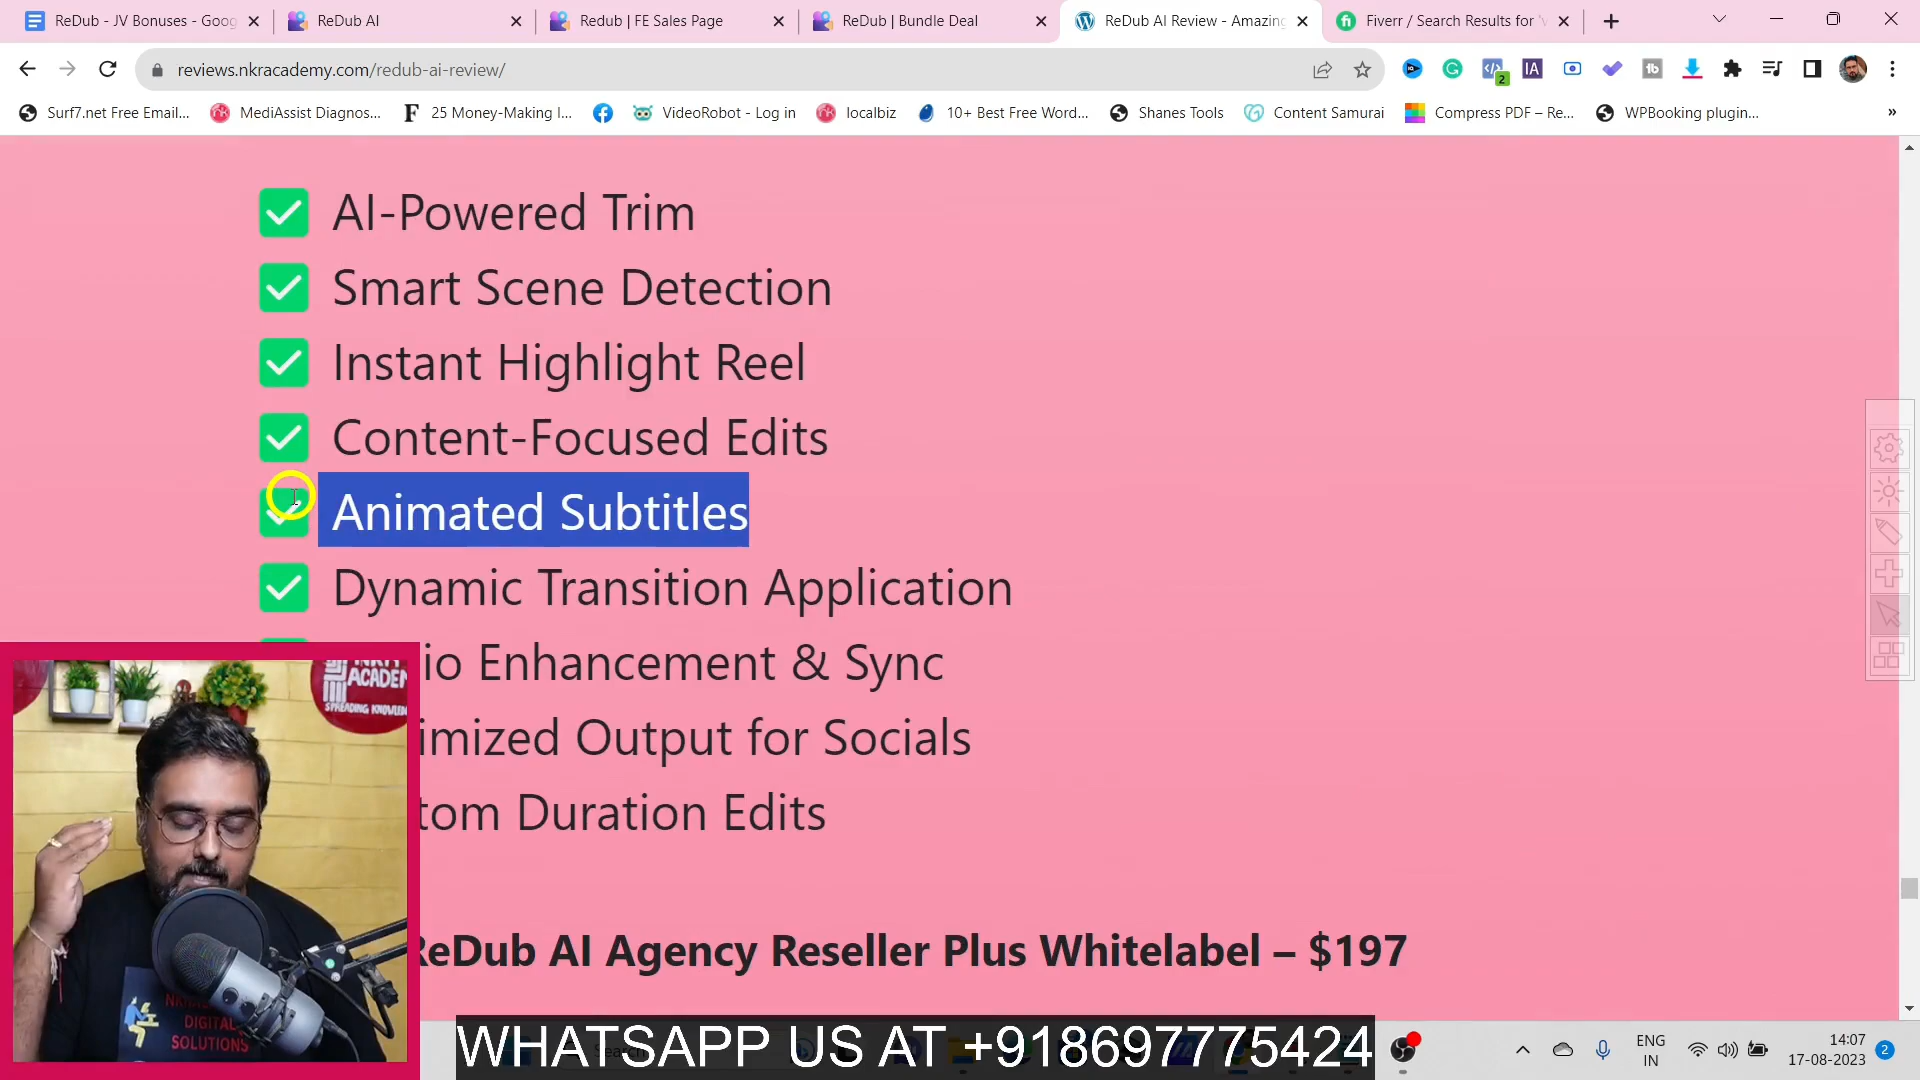 ReDub - JV Bonuses - Goog
ReDub AI
Redub | FE Sales Page
ReDub | Bundle Deal
ReDub AI Review - Amazing
Fiverr / Search Results for 'v
reviews.nkracademy.com/redub-ai-review/
Surf7.net Free Email...
MediAssist Diagnos...
25 Money-Making I...
VideoRobot - Log in
localbiz
10+ Best Free Word...
Shanes Tools
Content Samurai
Compress PDF – Re...
WPBooking plugin...
AI-Powered Trim
Smart Scene Detection
Instant Highlight Reel
Content-Focused Edits
Animated Subtitles
Dynamic Transition Application
io Enhancement & Sync
imized Output for Socials
tom Duration Edits
ReDub AI Agency Reseller Plus Whitelabel – $197
ACADEM
SPREADING KNOWLE
DIGITAL
SOLUTIONS
WHATSAPP US AT +918697775424
ENG
IN
14:07
17-08-2023
2